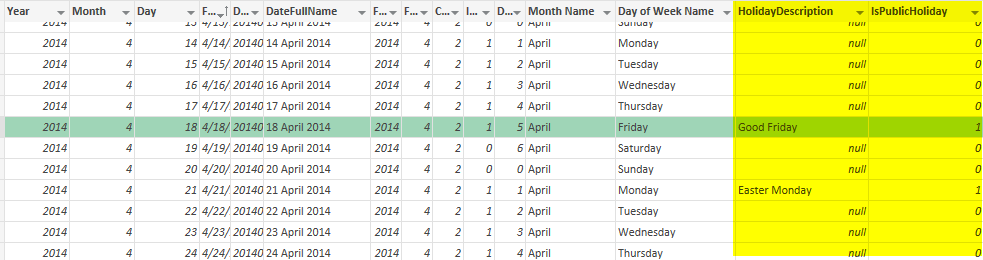 Year Month Day F... D... DateFullName F... F... C... I... D... Month Name Day of Week Name HolidayDescription IsPublicHoliday
2014 4 13 4/13/ 20140 13 April 2014 2014 4 2 0 0 April Sunday null 0
2014 4 14 4/14/ 20140 14 April 2014 2014 4 2 1 1 April Monday null 0
2014 4 15 4/15/ 20140 15 April 2014 2014 4 2 1 2 April Tuesday null 0
2014 4 16 4/16/ 20140 16 April 2014 2014 4 2 1 3 April Wednesday null 0
2014 4 17 4/17/ 20140 17 April 2014 2014 4 2 1 4 April Thursday null 0
2014 4 18 4/18/ 20140 18 April 2014 2014 4 2 1 5 April Friday Good Friday 1
2014 4 19 4/19/ 20140 19 April 2014 2014 4 2 0 6 April Saturday null 0
2014 4 20 4/20/ 20140 20 April 2014 2014 4 2 0 0 April Sunday null 0
2014 4 21 4/21/ 20140 21 April 2014 2014 4 2 1 1 April Monday Easter Monday 1
2014 4 22 4/22/ 20140 22 April 2014 2014 4 2 1 2 April Tuesday null 0
2014 4 23 4/23/ 20140 23 April 2014 2014 4 2 1 3 April Wednesday null 0
2014 4 24 4/24/ 20140 24 April 2014 2014 4 2 1 4 April Thursday null 0